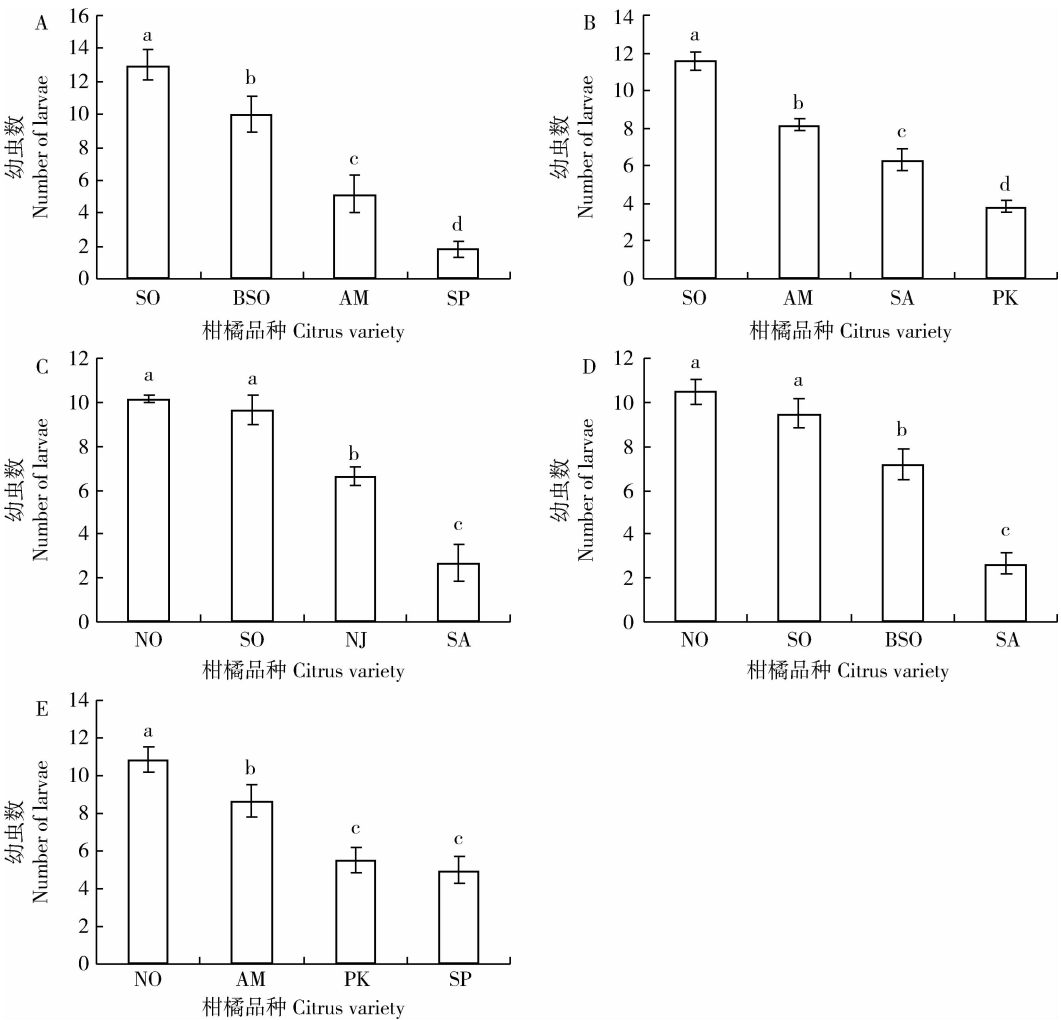 A
16
14
12
10
8
6
4
2
0
幼虫数
Number of larvae
a
b
c
d
SO BSO AM SP
柑橘品种 Citrus variety
B
14
12
10
8
6
4
2
0
幼虫数
Number of larvae
a
b
c
d
SO AM SA PK
柑橘品种 Citrus variety
C
12
10
8
6
4
2
0
幼虫数
Number of larvae
a
a
b
c
NO SO NJ SA
柑橘品种 Citrus variety
D
12
10
8
6
4
2
0
幼虫数
Number of larvae
a
a
b
c
NO SO BSO SA
柑橘品种 Citrus variety
E
14
12
10
8
6
4
2
0
幼虫数
Number of larvae
a
b
c
c
NO AM PK SP
柑橘品种 Citrus variety